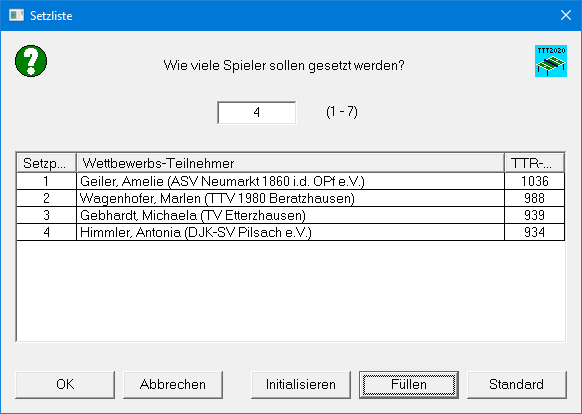 Setzliste
Wie viele Spieler sollen gesetzt werden?
TTT2020
4 (1 - 7)
Setzp... Wettbewerbs-Teilnehmer TTR-...
1 Geiler, Amelie (ASV Neumarkt 1860 i.d. OPf e.V.) 1036
2 Wagenhofer, Marlen (TTV 1980 Beratzhausen) 988
3 Gebhardt, Michaela (TV Etterzhausen) 939
4 Himmler, Antonia (DJK-SV Pilsach e.V.) 934
OK Abbrechen Initialisieren Füllen Standard